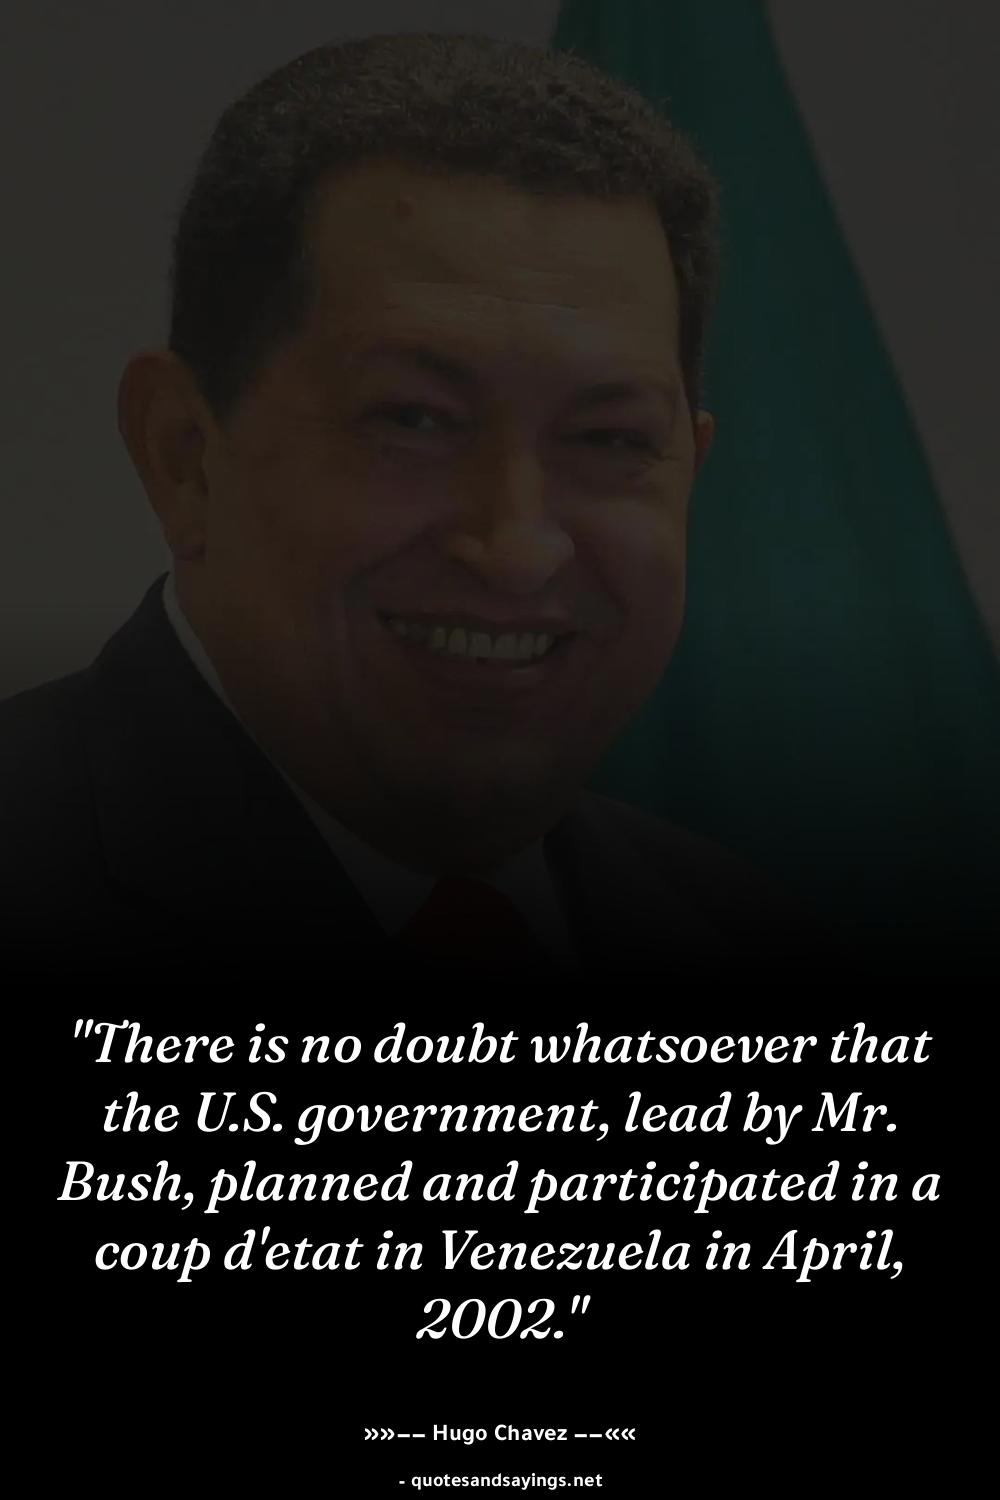 "There is no doubt whatsoever that
the U.S. government, lead by Mr.
Bush, planned and participated in a
coup d'etat in Venezuela in April,
2002."
»»–– Hugo Chavez ––««
- quotesandsayings.net